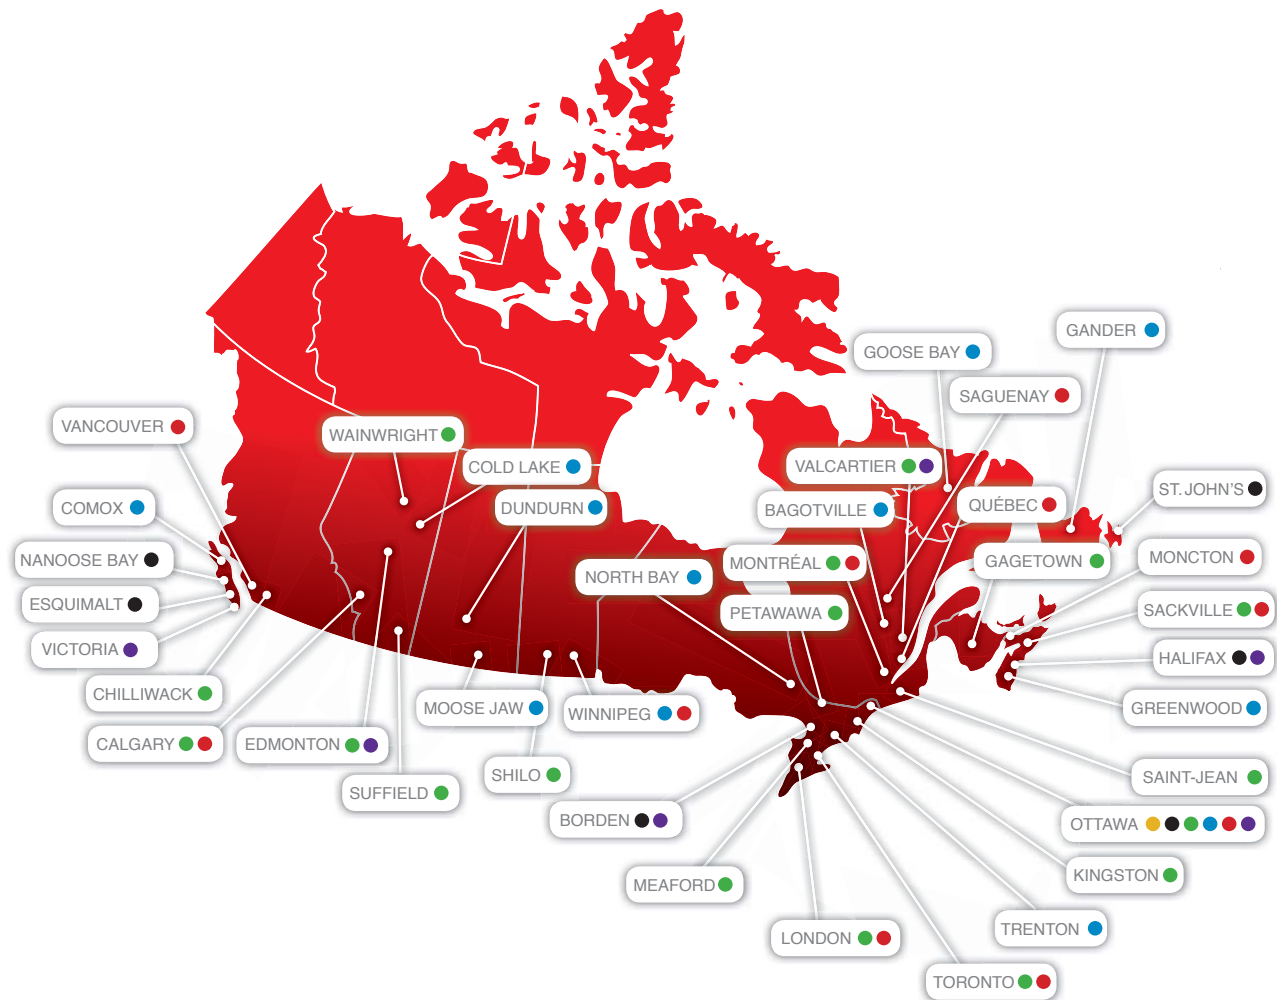 GANDER
GOOSE BAY
SAGUENAY
VANCOUVER
WAINWRIGHT
COLD LAKE
VALCARTIER
ST. JOHN'S
COMOX
DUNDURN
BAGOTVILLE
QUÉBEC
NANOOSE BAY
NORTH BAY
MONTRÉAL
GAGETOWN
MONCTON
ESQUIMALT
PETAWAWA
SACKVILLE
VICTORIA
HALIFAX
CHILLIWACK
MOOSE JAW
WINNIPEG
GREENWOOD
CALGARY
EDMONTON
SHILO
SAINT-JEAN
SUFFIELD
BORDEN
OTTAWA
MEAFORD
KINGSTON
LONDON
TRENTON
TORONTO